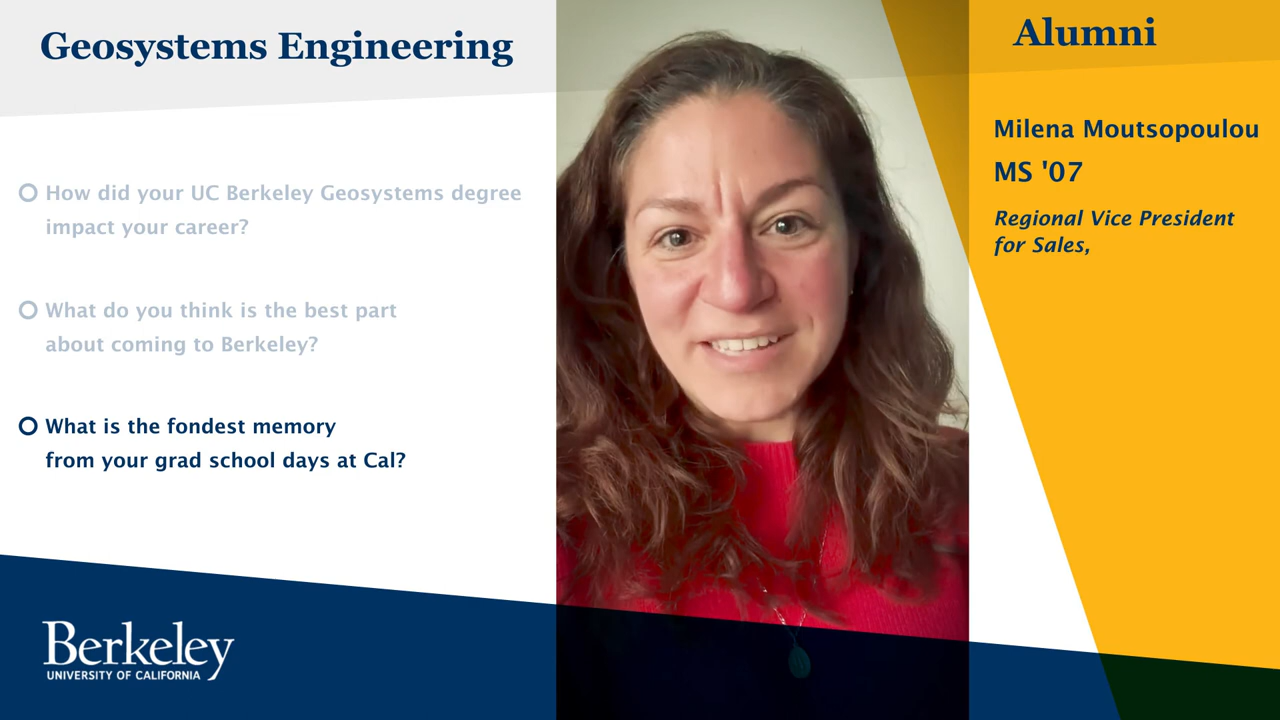 Geosystems Engineering
How did your UC Berkeley Geosystems degree
impact your career?
What do you think is the best part
about coming to Berkeley?
What is the fondest memory
from your grad school days at Cal?
Berkeley
UNIVERSITY OF CALIFORNIA
Alumni
Milena Moutsopoulou
MS '07
Regional Vice President
for Sales,